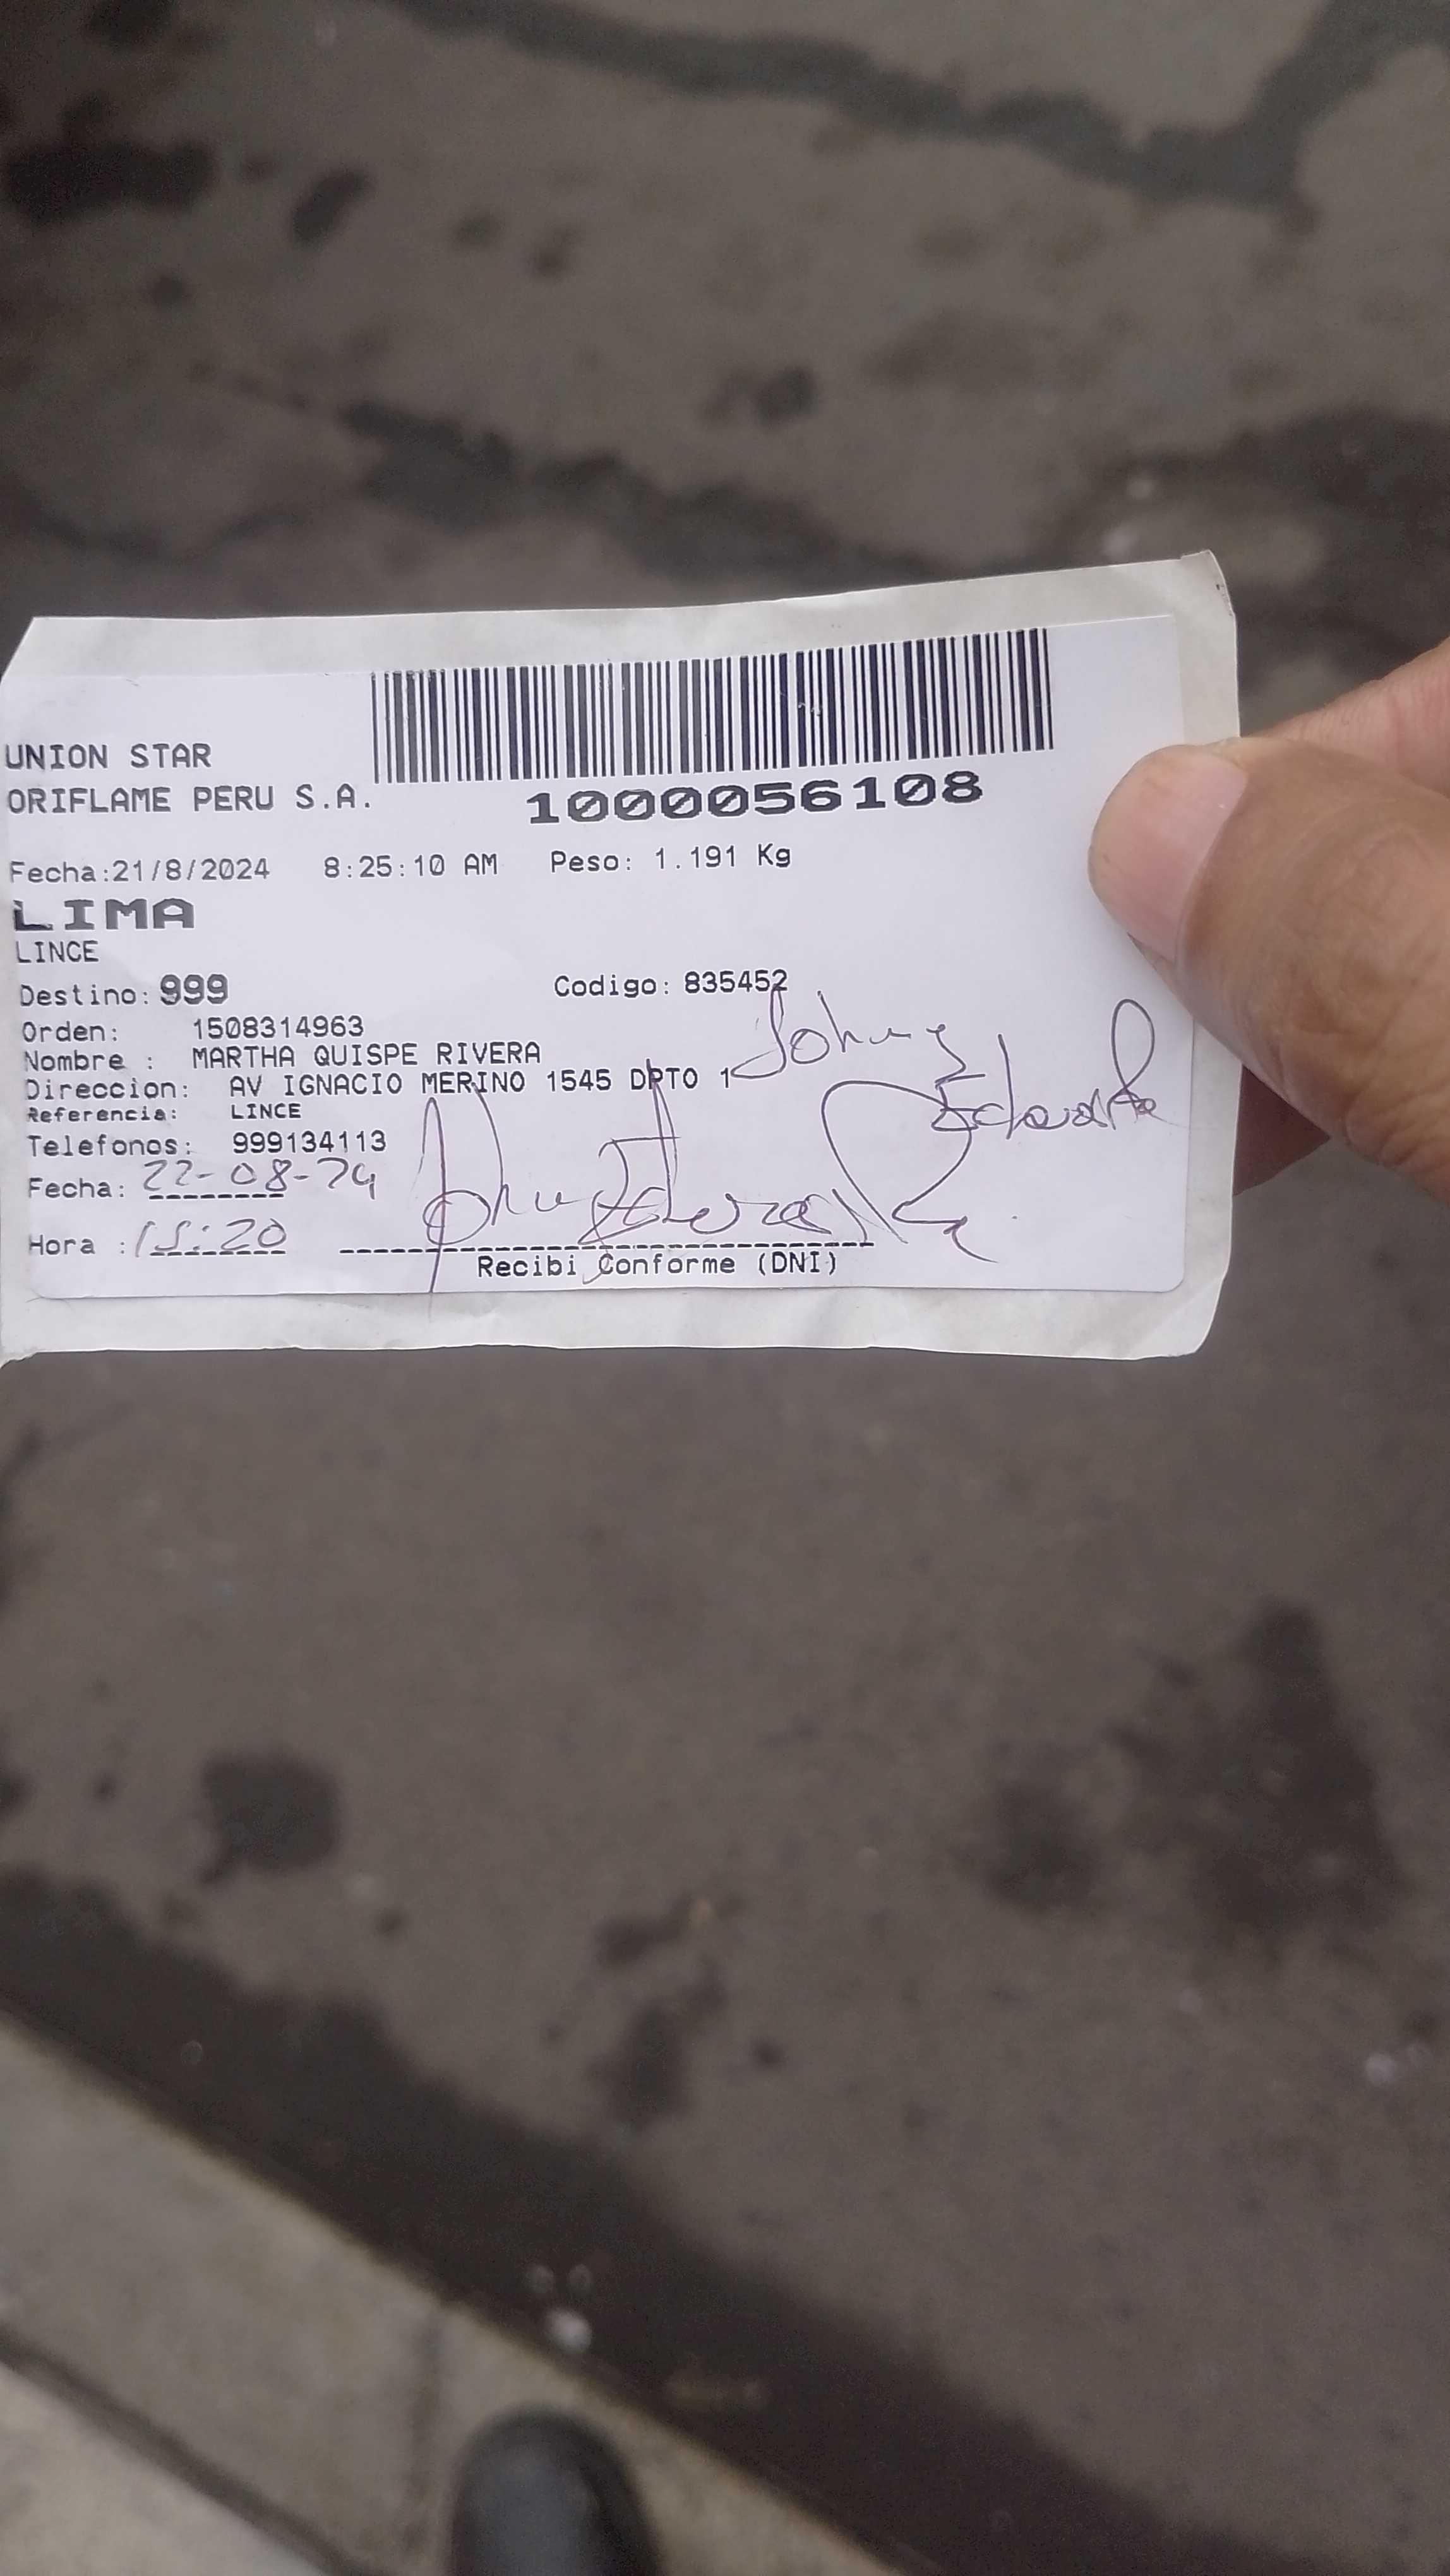 UNION STAR
ORIFLAME PERU S.A.
1000056108
Fecha:21/8/2024 8:25:10 AM Peso: 1.191 Kg
LIMA
LINCE
Destino: 999 Codigo: 835452
Orden: 1508314963
Nombre : MARTHA QUISPE RIVERA
Direccion: AV IGNACIO MERINO 1545 DPTO 1
Johny
Referencia: LINCE
Telefonos: 999134113
Fecha: 22-08-24
Hora : 15:20
Recibi Conforme (DNI)